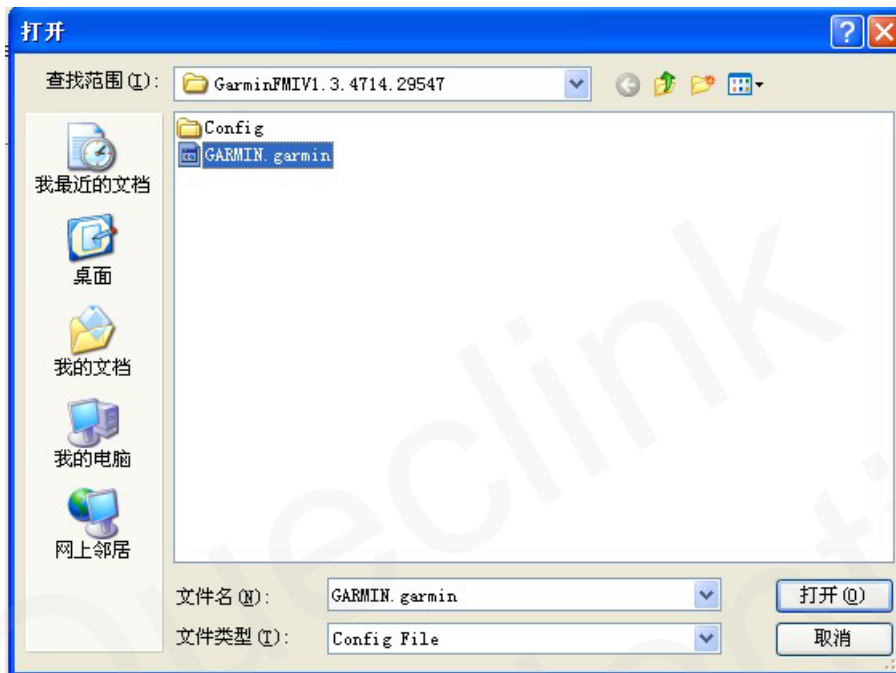 打开
查找范围(I):
GarminFMIV1.3.4714.29547
Config
GARMIN.garmin
我最近的文档
桌面
我的文档
我的电脑
网上邻居
文件名(N):
GARMIN.garmin
打开(O)
文件类型(T):
Config File
取消
Queclink